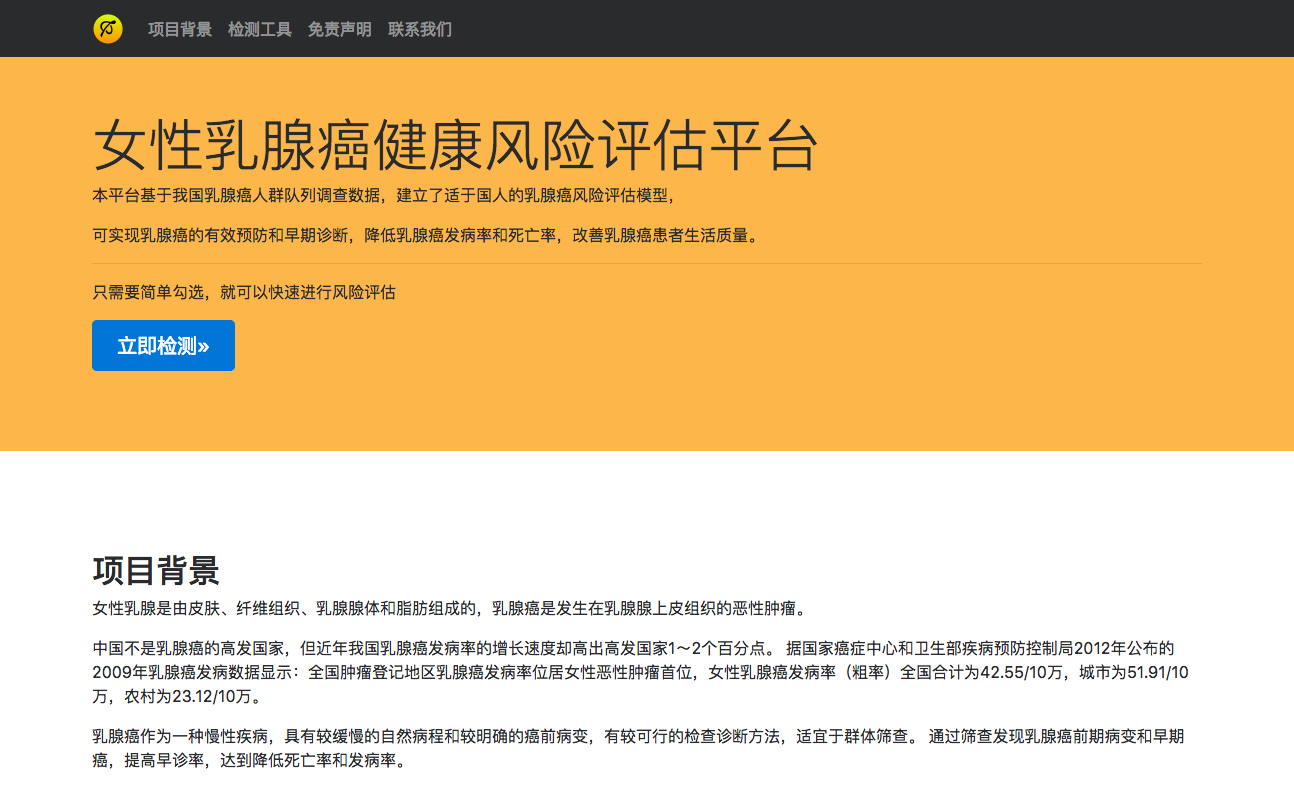 项目背景 检测工具 免责声明 联系我们
女性乳腺癌健康风险评估平台
本平台基于我国乳腺癌人群队列调查数据，建立了适于国人的乳腺癌风险评估模型，
可实现乳腺癌的有效预防和早期诊断，降低乳腺癌发病率和死亡率，改善乳腺癌患者生活质量。
只需要简单勾选，就可以快速进行风险评估
立即检测»
项目背景
女性乳腺是由皮肤、纤维组织、乳腺腺体和脂肪组成的，乳腺癌是发生在乳腺腺上皮组织的恶性肿瘤。
中国不是乳腺癌的高发国家，但近年我国乳腺癌发病率的增长速度却高出高发国家1～2个百分点。 据国家癌症中心和卫生部疾病预防控制局2012年公布的
2009年乳腺癌发病数据显示：全国肿瘤登记地区乳腺癌发病率位居女性恶性肿瘤首位，女性乳腺癌发病率（粗率）全国合计为42.55/10万，城市为51.91/10
万，农村为23.12/10万。
乳腺癌作为一种慢性疾病，具有较缓慢的自然病程和较明确的癌前病变，有较可行的检查诊断方法，适宜于群体筛查。 通过筛查发现乳腺癌前期病变和早期
癌，提高早诊率，达到降低死亡率和发病率。